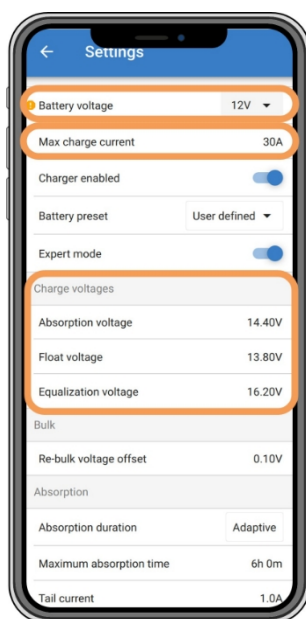 Settings
Battery voltage 12V
Max charge current 30A
Charger enabled
Battery preset User defined
Expert mode
Charge voltages
Absorption voltage 14.40V
Float voltage 13.80V
Equalization voltage 16.20V
Bulk
Re-bulk voltage offset 0.10V
Absorption
Absorption duration Adaptive
Maximum absorption time 6h 0m
Tail current 1.0A